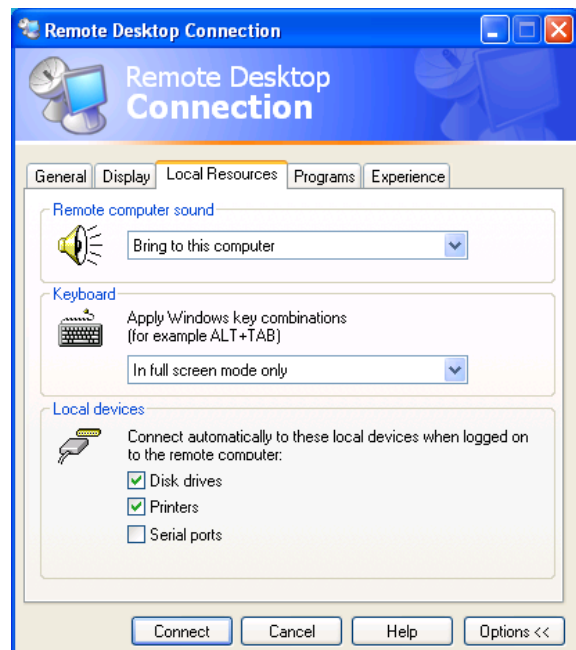 Remote Desktop Connection
Remote Desktop
Connection
General Display Local Resources Programs Experience
Remote computer sound
Bring to this computer
Keyboard
Apply Windows key combinations
(for example ALT+TAB)
In full screen mode only
Local devices
Connect automatically to these local devices when logged on
to the remote computer:
Disk drives
Printers
Serial ports
Connect Cancel Help Options <<